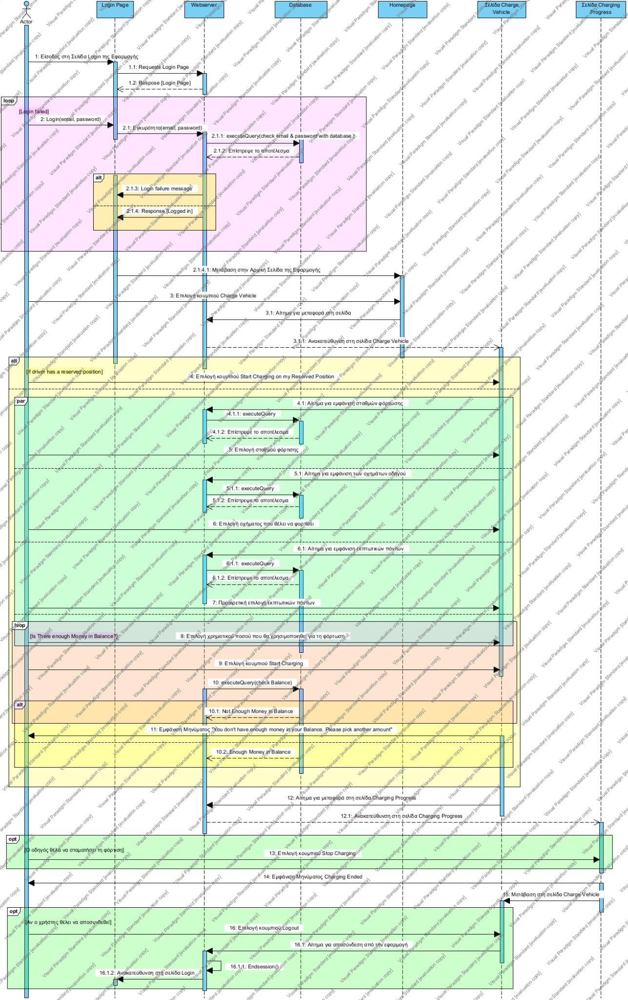 Actor
Login Page
Webserver
Database
Homepage
Σελίδα Charge
Vehicle
Σελίδα Charging
Progress
1: Είσοδος στη Σελίδα Login της Εφαρμογής
1.1: Requests Login Page
1.2: Respose [Login Page]
loop
[Login failed]
2: Login(email, password)
2.1: Εγκυρότητα(email, password)
2.1.1: executeQuery(check email & password with database )
2.1.2: Επίστρεψε το αποτέλεσμα
alt
2.1.3: Login failure message
2.1.4: Response [Logged in]
2.1.4.1: Μετάβαση στην Αρχική Σελίδα της Εφαρμογής
3: Επιλογή κουμπιού Charge Vehicle
3.1: Αίτημα για μεταφορά στη σελίδα
3.1.1: Ανακατεύθυνση στη σελίδα Charge Vehicle
alt
[If driver has a reserved position]
4: Επιλογή κουμπιού Start Charging on my Reserved Position
par
4.1: Αίτημα για εμφάνιση σταθμών φόρτωσης
4.1.1: executeQuery
4.1.2: Επίστρεψε το αποτέλεσμα
5: Επιλογή σταθμού φόρτισης
5.1: Αίτημα για εμφάνιση των οχημάτων οδηγού
5.1.1: executeQuery
5.1.2: Επίστρεψε το αποτέλεσμα
6: Επιλογή οχήματος που θέλει να φορτίσει
6.1: Αίτημα για εμφάνιση εκπτωτικών πόντων
6.1.1: executeQuery
6.1.2: Επίστρεψε το αποτέλεσμα
7: Προαιρετική επιλογή εκπτωτικών πόντων
loop
[Is There enough Money in Balance?]
8: Επιλογή χρηματικού ποσού που θα χρησιμοποιηθεί για τη φόρτωση
9: Επιλογή κουμπιού Start Charging
10: executeQuery(check Balance)
alt
10.1: Not Enough Money in Balance
11: Εμφάνιση Μηνύματος "You don't have enough money in your Balance. Please pick another amount"
10.2: Enough Money in Balance
12: Αίτημα για μεταφορά στη σελίδα Charging Progress
12.1: Ανακατεύθυνση στη σελίδα Charging Progress
opt
[Ο οδηγός θέλει να σταματήσει τη φόρτιση]
13: Επιλογή κουμπιού Stop Charging
14: Εμφάνιση Μηνύματος Charging Ended
15: Μετάβαση στη σελίδα Charge Vehicle
opt
[Αν ο χρήστης θέλει να αποσυνδεθεί]
16: Επιλογή κουμπιού Logout
16.1: Αίτημα για αποσύνδεση από την εφαρμογή
16.1.1: Endsession()
16.1.2: Ανακατεύθυνση στη σελίδα Login
Visual Paradigm Standard [evaluation copy]